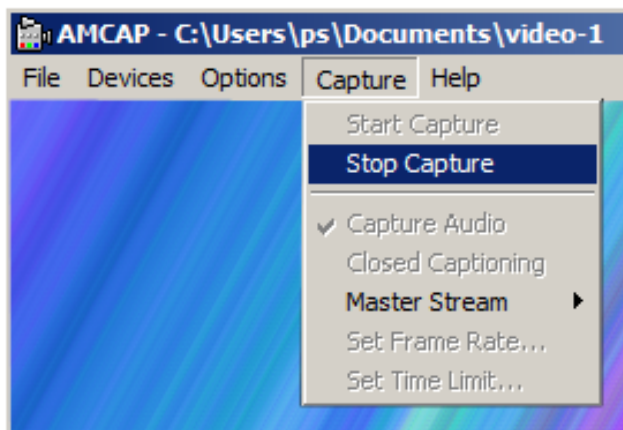 AMCAP - C:\Users\ps\Documents\video-1
File Devices Options Capture Help
Start Capture
Stop Capture
Capture Audio
Closed Captioning
Master Stream
Set Frame Rate...
Set Time Limit...